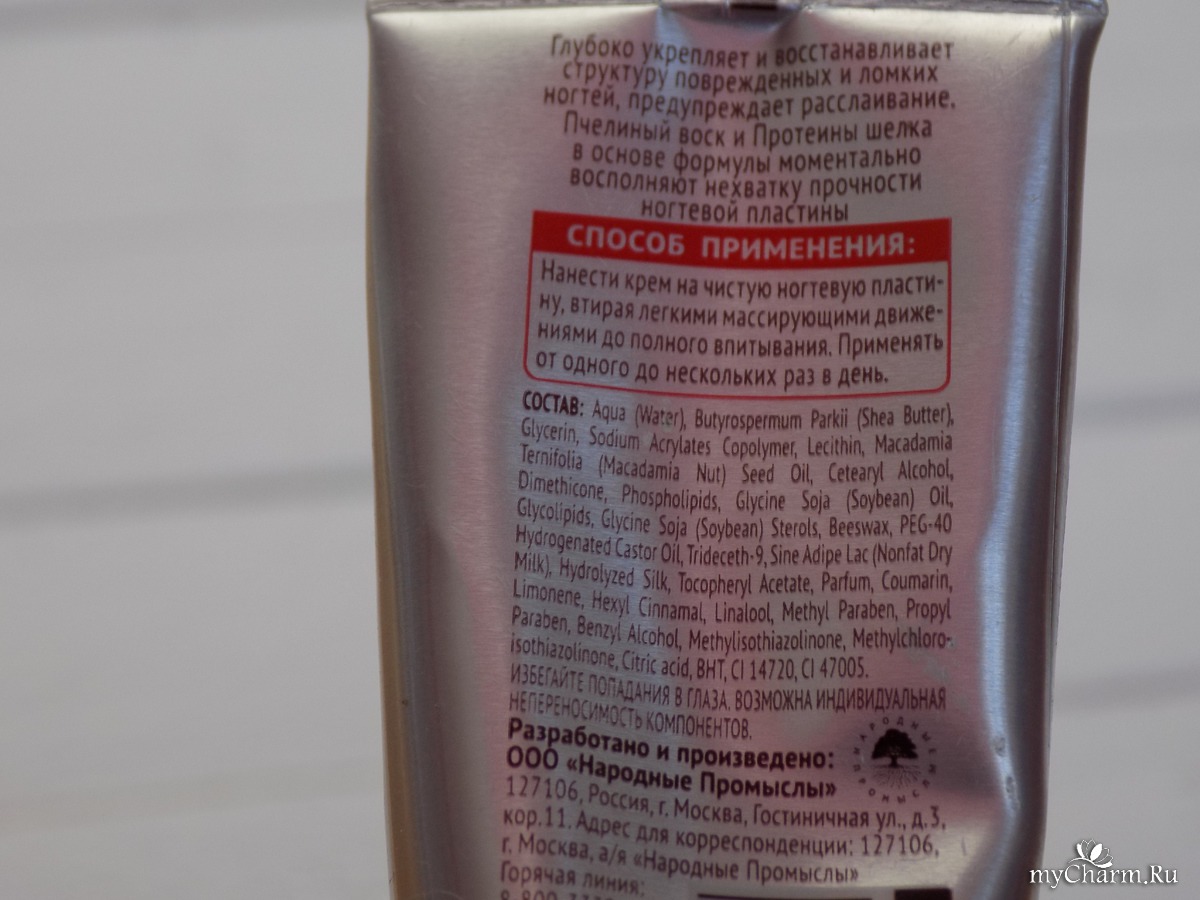 Глубоко укрепляет и восстанавливает
структуру поврежденных и ломких
ногтей, предупреждает расслаивание.
Пчелиный воск и Протеины шелка
в основе формулы моментально
восполняют нехватку прочности
ногтевой пластины
СПОСОБ ПРИМЕНЕНИЯ:
Нанести крем на чистую ногтевую пласти-
ну, втирая легкими массирующими движе-
ниями до полного впитывания. Применять
от одного до нескольких раз в день.
СОСТАВ: Aqua (Water), Butyrospermum Parkii (Shea Butter),
Glycerin, Sodium Acrylates Copolymer, Lecithin, Macadamia
Ternifolia (Macadamia Nut) Seed Oil, Cetearyl Alcohol,
Dimethicone, Phospholipids, Glycine Soja (Soybean) Oil,
Glycolipids, Glycine Soja (Soybean) Sterols, Beeswax, PEG-40
Hydrogenated Castor Oil, Trideceth-9, Sine Adipe Lac (Nonfat Dry
Milk), Hydrolyzed Silk, Tocopheryl Acetate, Parfum, Coumarin,
Limonene, Hexyl Cinnamal, Linalool, Methyl Paraben, Propyl
Paraben, Benzyl Alcohol, Methylisothiazolinone, Methylchloro-
isothiazolinone, Citric acid, BHT, CI 14720, CI 47005.
ИЗБЕГАЙТЕ ПОПАДАНИЯ В ГЛАЗА. ВОЗМОЖНА ИНДИВИДУАЛЬНАЯ
НЕПЕРЕНОСИМОСТЬ КОМПОНЕНТОВ.
Разработано и произведено:
ООО «Народные Промыслы»
НАРОДНЫЕ ПРОМЫСЛЫ
127106, Россия, г. Москва, Гостиничная ул., д.3,
кор.11. Адрес для корреспонденции: 127106,
г. Москва, а/я «Народные Промыслы»
Горячая линия:
myCharm.Ru